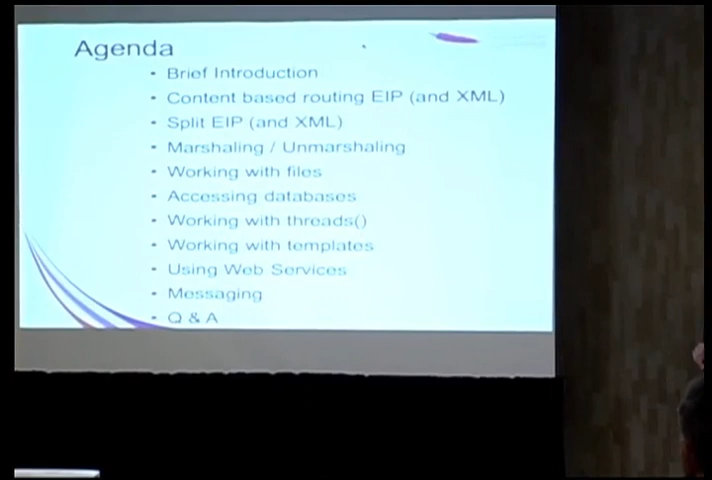 Agenda
• Brief Introduction
• Content based routing EIP (and XML)
• Split EIP (and XML)
• Marshaling / Unmarshaling
• Working with files
• Accessing databases
• Working with threads()
• Working with templates
• Using Web Services
• Messaging
• Q & A